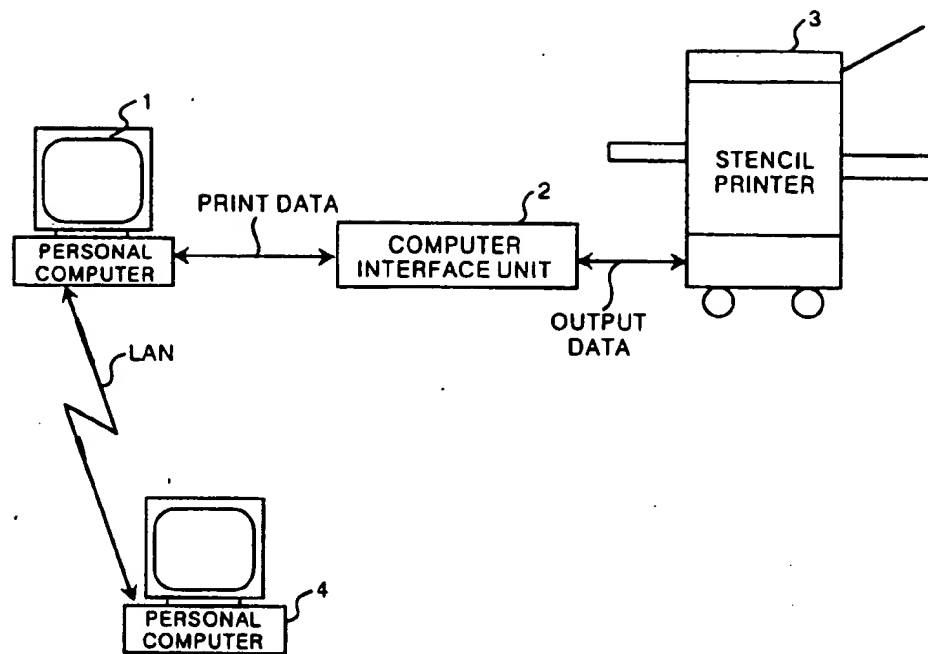 3
1
STENCIL
PRINTER
PRINT DATA
2
COMPUTER
INTERFACE UNIT
PERSONAL
COMPUTER
OUTPUT
DATA
LAN
4
PERSONAL
COMPUTER